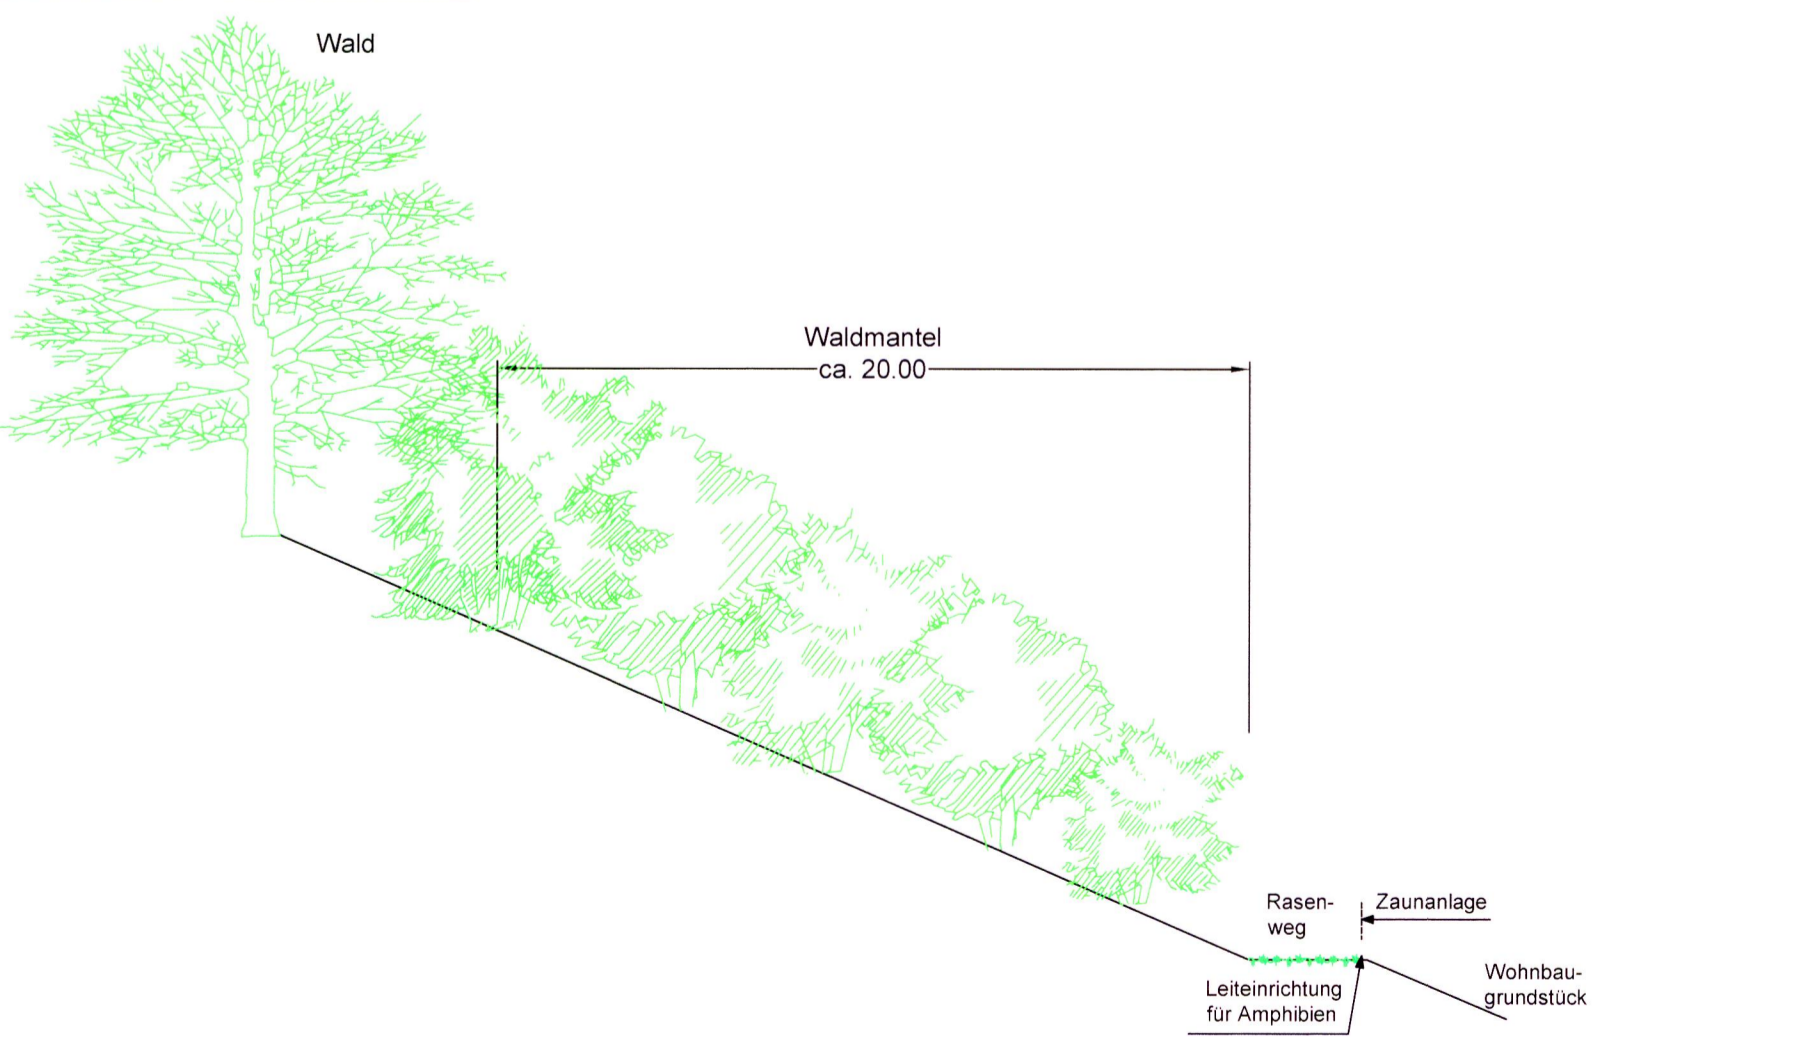 Wald
Waldmantel
ca. 20.00
Rasen-
weg
Zaunanlage
Leiteinrichtung
für Amphibien
Wohnbau-
grundstück